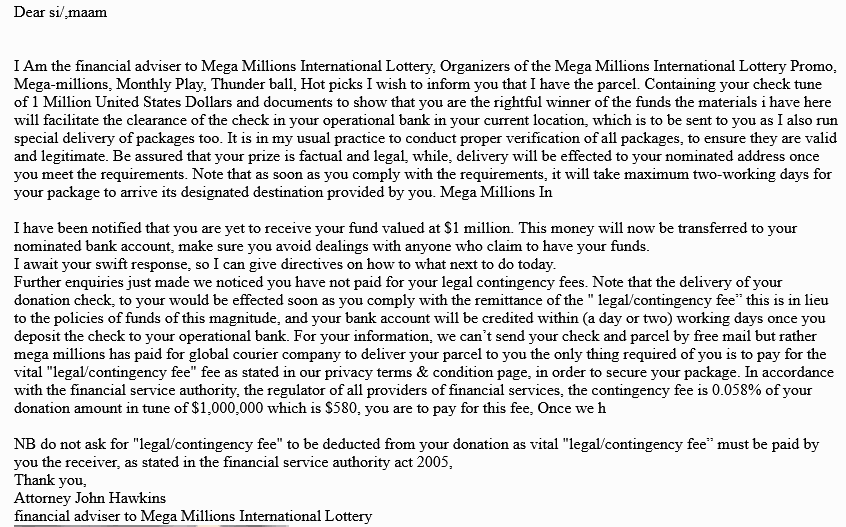 Dear si/,maam
I Am the financial adviser to Mega Millions International Lottery, Organizers of the Mega Millions International Lottery Promo,
Mega-millions, Monthly Play, Thunder ball, Hot picks I wish to inform you that I have the parcel. Containing your check tune
of 1 Million United States Dollars and documents to show that you are the rightful winner of the funds the materials i have here
will facilitate the clearance of the check in your operational bank in your current location, which is to be sent to you as I also run
special delivery of packages too. It is in my usual practice to conduct proper verification of all packages, to ensure they are valid
and legitimate. Be assured that your prize is factual and legal, while, delivery will be effected to your nominated address once
you meet the requirements. Note that as soon as you comply with the requirements, it will take maximum two-working days for
your package to arrive its designated destination provided by you. Mega Millions In
I have been notified that you are yet to receive your fund valued at $1 million. This money will now be transferred to your
nominated bank account, make sure you avoid dealings with anyone who claim to have your funds.
I await your swift response, so I can give directives on how to what next to do today.
Further enquiries just made we noticed you have not paid for your legal contingency fees. Note that the delivery of your
donation check, to your would be effected soon as you comply with the remittance of the " legal/contingency fee” this is in lieu
to the policies of funds of this magnitude, and your bank account will be credited within (a day or two) working days once you
deposit the check to your operational bank. For your information, we can’t send your check and parcel by free mail but rather
mega millions has paid for global courier company to deliver your parcel to you the only thing required of you is to pay for the
vital "legal/contingency fee" fee as stated in our privacy terms & condition page, in order to secure your package. In accordance
with the financial service authority, the regulator of all providers of financial services, the contingency fee is 0.058% of your
donation amount in tune of $1,000,000 which is $580, you are to pay for this fee, Once we h
NB do not ask for "legal/contingency fee" to be deducted from your donation as vital "legal/contingency fee” must be paid by
you the receiver, as stated in the financial service authority act 2005,
Thank you,
Attorney John Hawkins
financial adviser to Mega Millions International Lottery